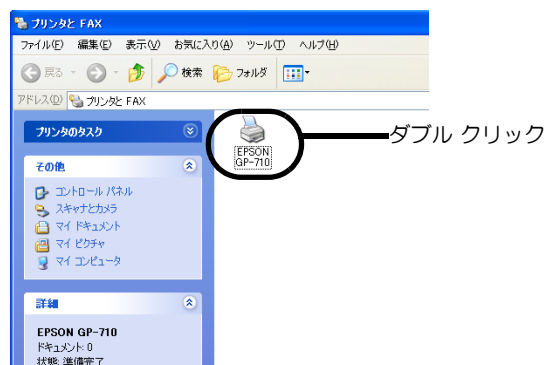 プリンタと FAX
ファイル(F) 編集(E) 表示(V) お気に入り(A) ツール(T) ヘルプ(H)
戻る 検索 フォルダ
アドレス(D) プリンタと FAX
プリンタのタスク
EPSON
GP-710
ダブル クリック
その他
コントロール パネル
スキャナとカメラ
マイ ドキュメント
マイ ピクチャ
マイ コンピュータ
詳細
EPSON GP-710
ドキュメント: 0
状態: 準備完了